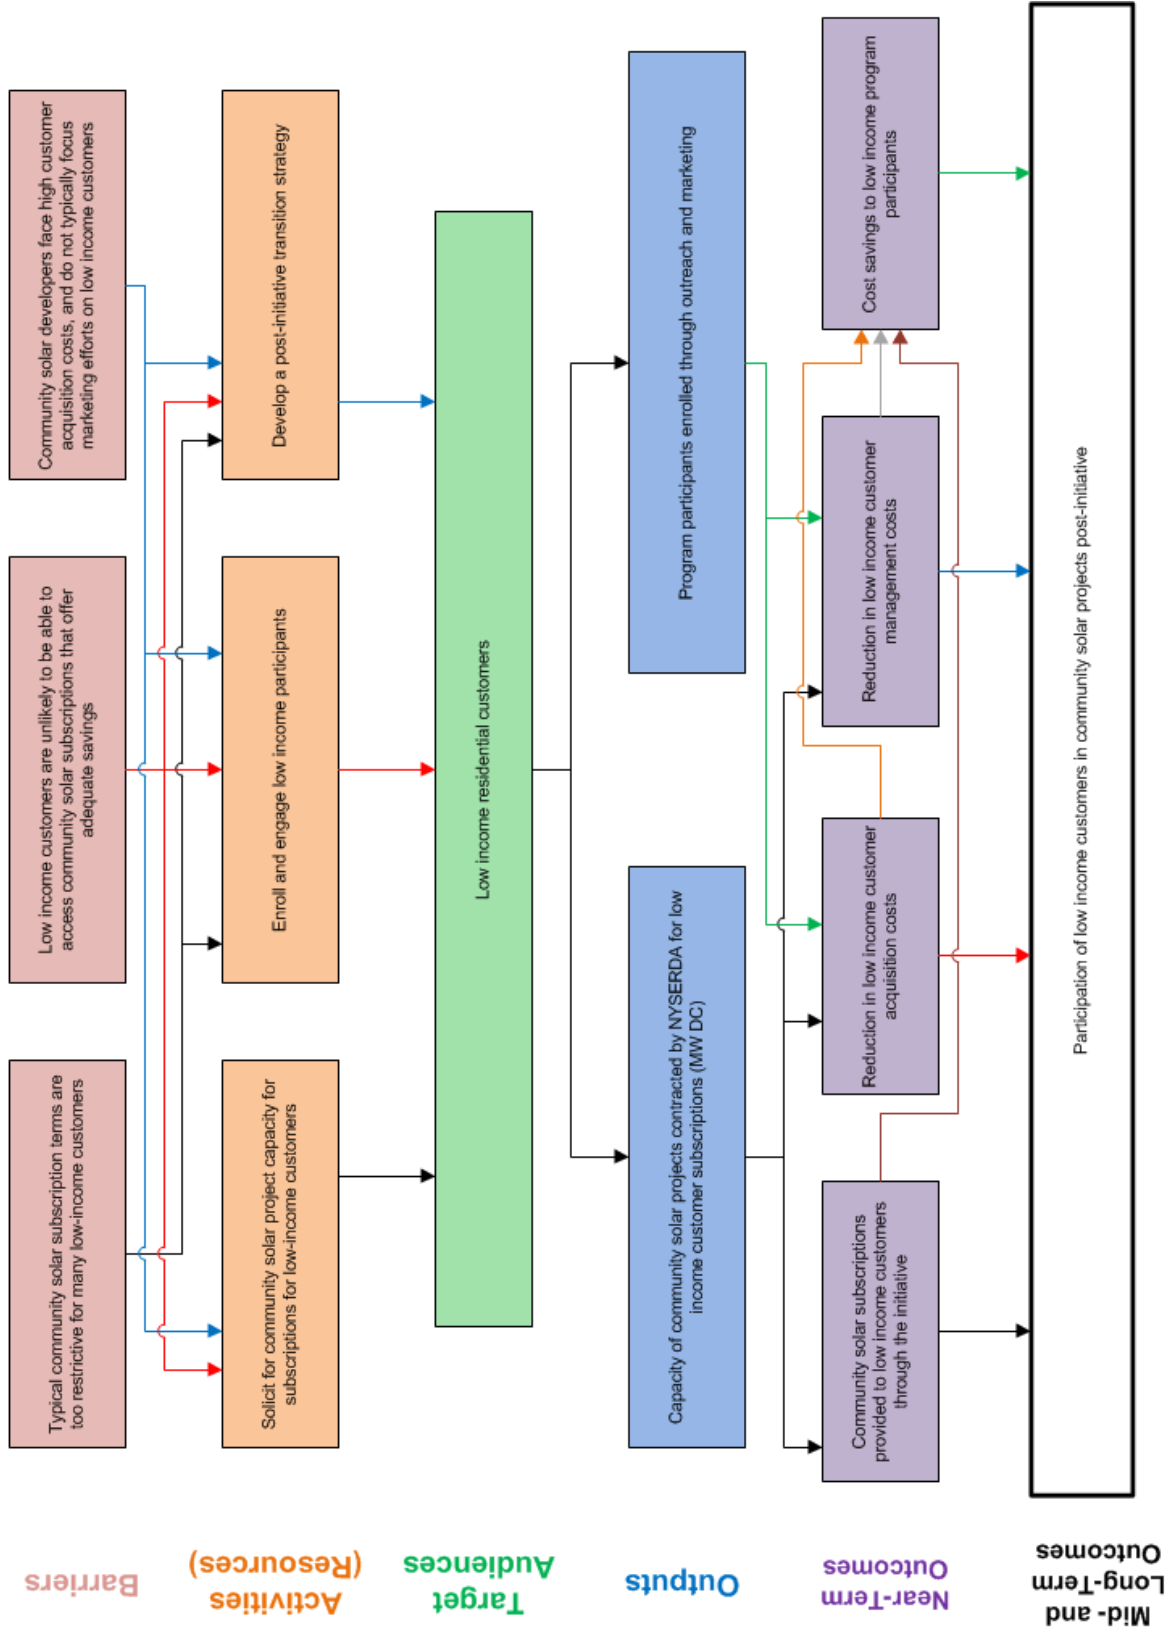 Barriers
Typical community solar subscription terms are
too restrictive for many low-income customers
Low income customers are unlikely to be able to
access community solar subscriptions that offer
adequate savings
Community solar developers face high customer
acquisition costs, and do not typically focus
marketing efforts on low income customers
Activities
(Resources)
Solicit for community solar project capacity for
subscriptions for low-income customers
Enroll and engage low income participants
Develop a post-initiative transition strategy
Target
Audiences
Low income residential customers
Outputs
Capacity of community solar projects contracted by NYSERDA for low
income customer subscriptions (MW DC)
Program participants enrolled through outreach and marketing
Near-Term
Outcomes
Community solar subscriptions
provided to low income customers
through the initiative
Reduction in low income customer
acquisition costs
Reduction in low income customer
management costs
Cost savings to low income program
participants
Mid- and
Long-Term
Outcomes
Participation of low income customers in community solar projects post-initiative